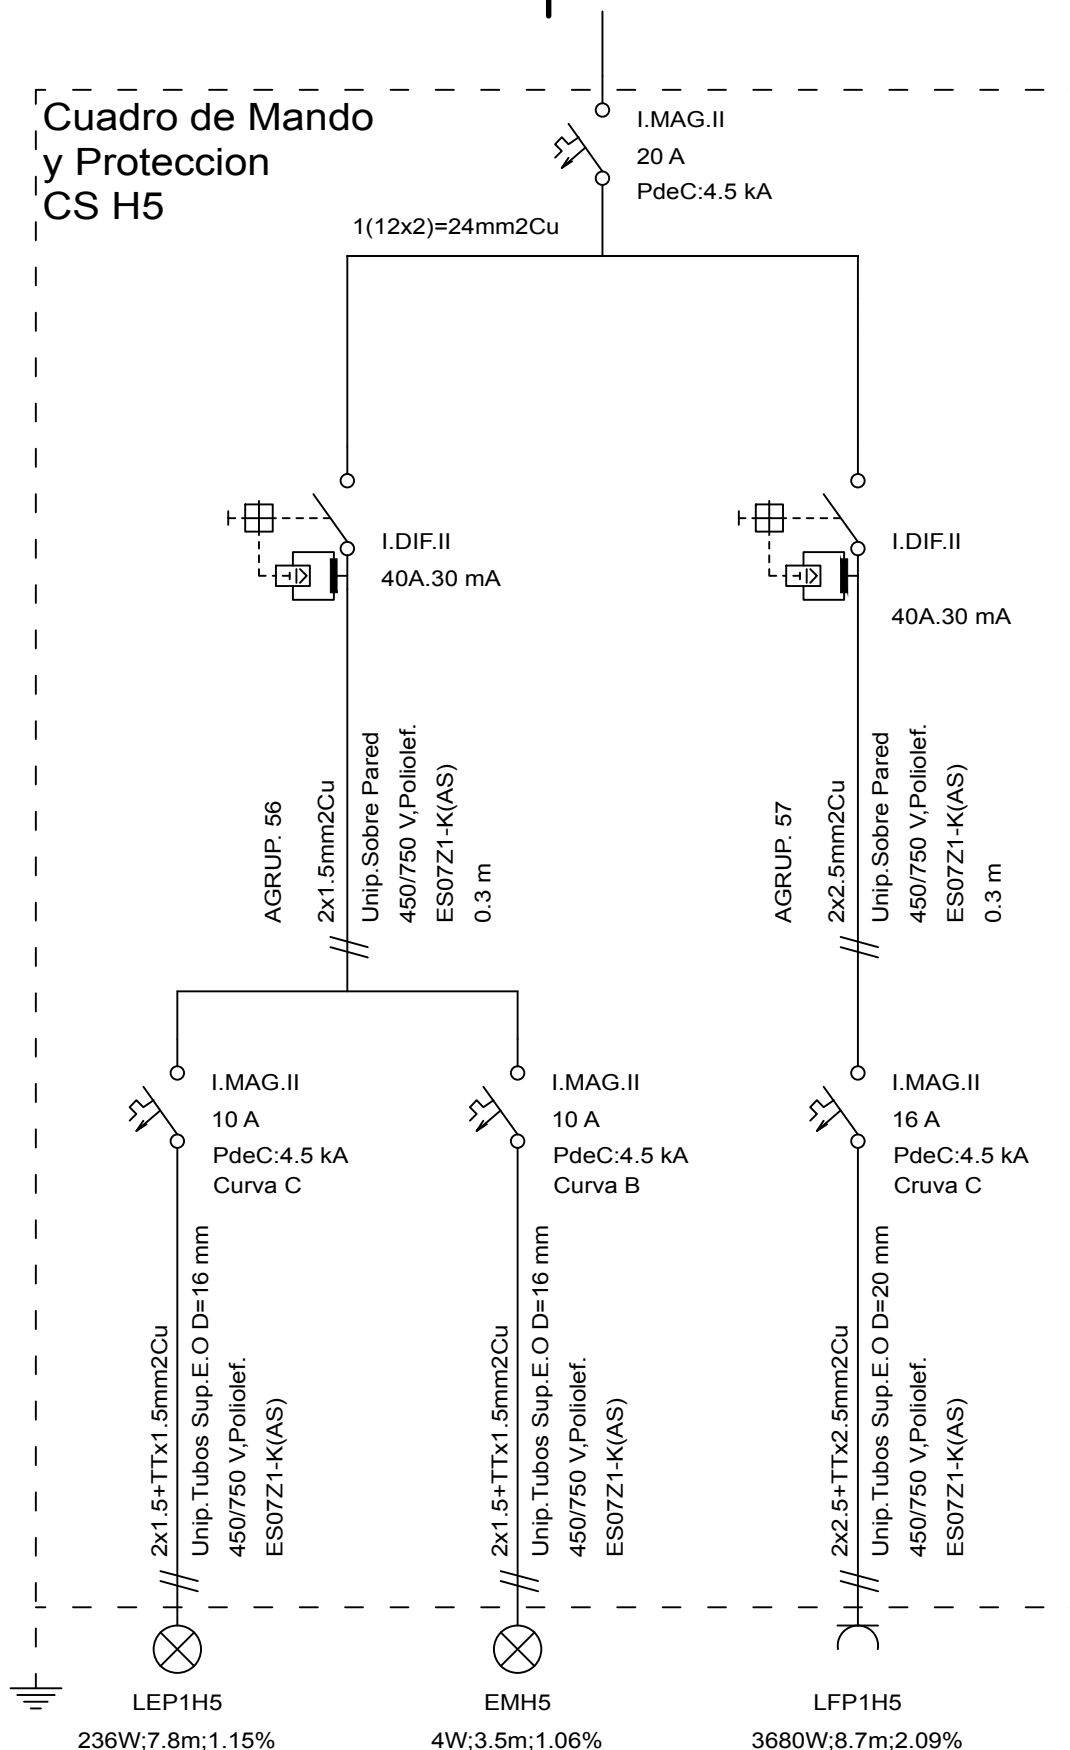 Cuadro de Mando
y Proteccion
CS H5
I.MAG.II
20 A
PdeC:4.5 kA
1(12x2)=24mm2Cu
I.DIF.II
40A.30 mA
I.DIF.II
40A.30 mA
AGRUP. 56
2x1.5mm2Cu
Unip.Sobre Pared
450/750 V,Poliolef.
ES07Z1-K(AS)
0.3 m
AGRUP. 57
2x2.5mm2Cu
Unip.Sobre Pared
450/750 V,Poliolef.
ES07Z1-K(AS)
0.3 m
I.MAG.II
10 A
PdeC:4.5 kA
Curva C
I.MAG.II
10 A
PdeC:4.5 kA
Curva B
I.MAG.II
16 A
PdeC:4.5 kA
Cruva C
2x1.5+TTx1.5mm2Cu
Unip.Tubos Sup.E.O D=16 mm
450/750 V,Poliolef.
ES07Z1-K(AS)
2x1.5+TTx1.5mm2Cu
Unip.Tubos Sup.E.O D=16 mm
450/750 V,Poliolef.
ES07Z1-K(AS)
2x2.5+TTx2.5mm2Cu
Unip.Tubos Sup.E.O D=20 mm
450/750 V,Poliolef.
ES07Z1-K(AS)
LEP1H5
236W;7.8m;1.15%
EMH5
4W;3.5m;1.06%
LFP1H5
3680W;8.7m;2.09%